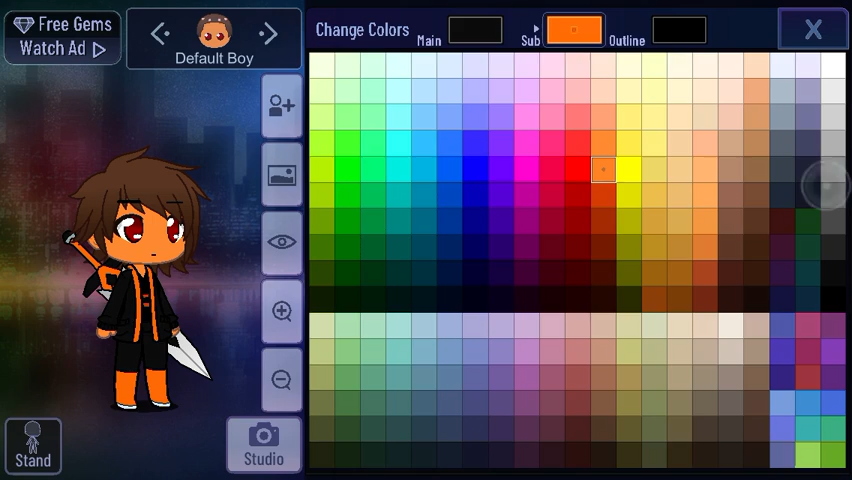 Free Gems
Watch Ad
Default Boy
Change Colors
Main
Sub
Outline
X
Stand
Studio